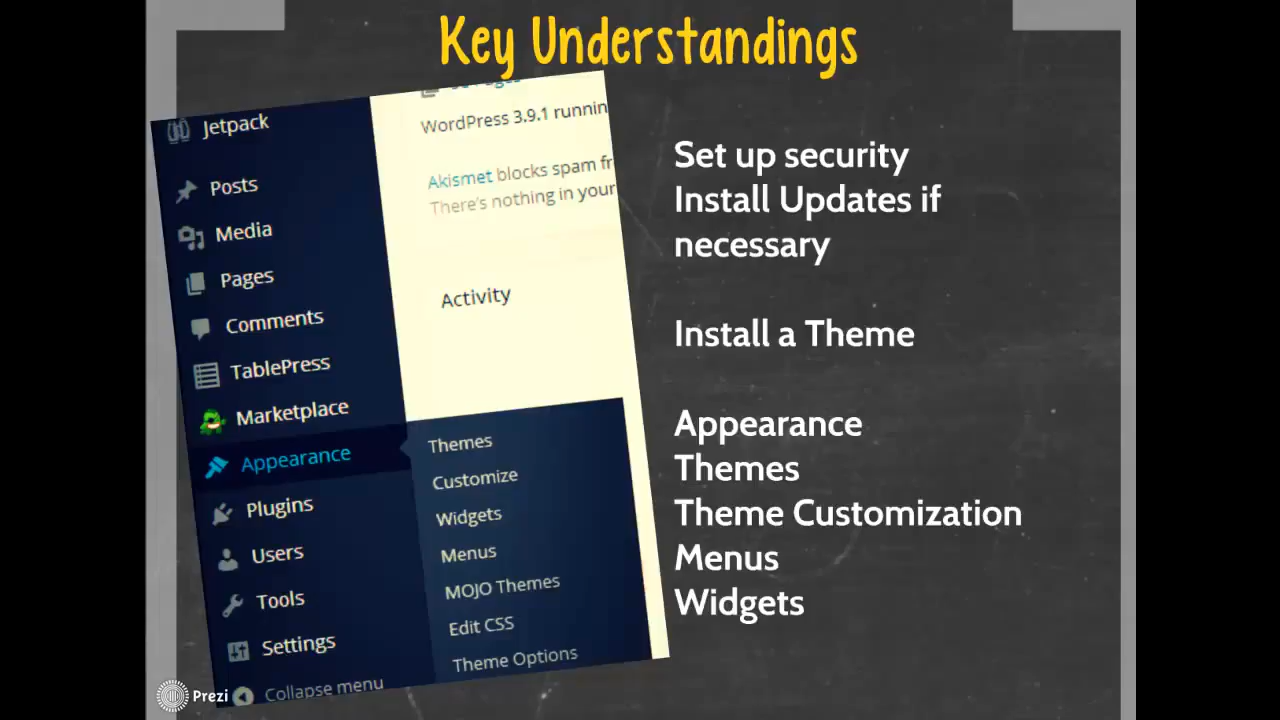 Key Understandings
Jetpack
Posts
Media
Pages
Comments
TablePress
Marketplace
Appearance
Plugins
Users
Tools
Settings
Collapse menu
WordPress 3.9.1 runnin
Akismet blocks spam fr
There's nothing in your
Activity
Themes
Customize
Widgets
Menus
MOJO Themes
Edit CSS
Theme Options
Set up security
Install Updates if
necessary
Install a Theme
Appearance
Themes
Theme Customization
Menus
Widgets
Prezi